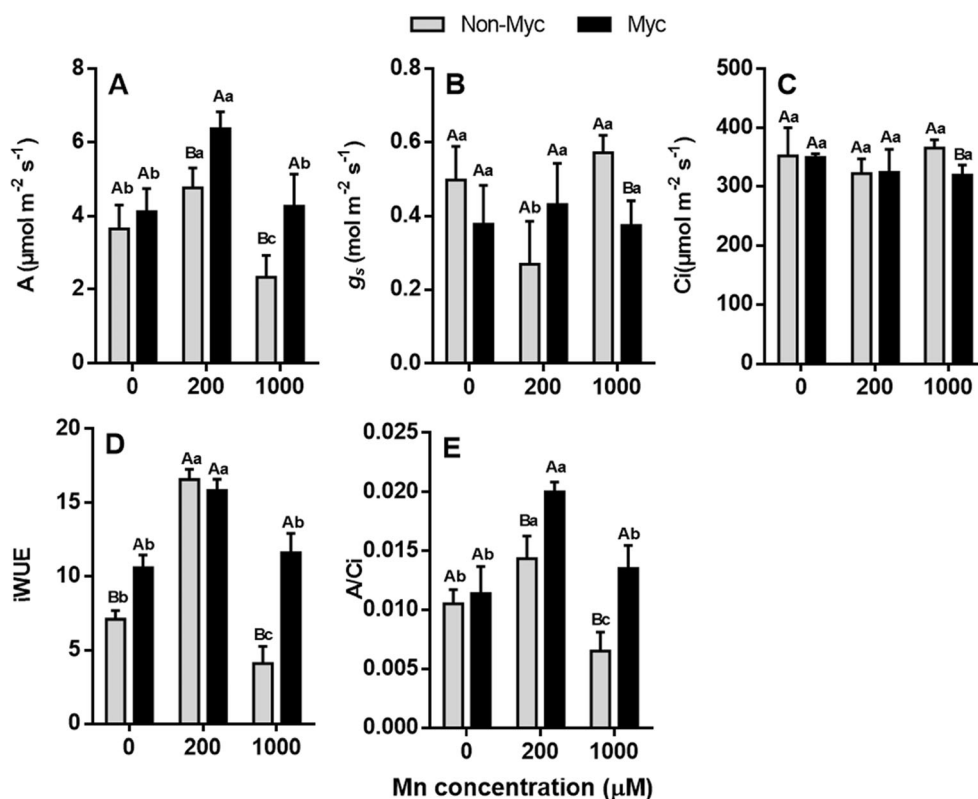 Non-Myc Myc
A
A (µmol m⁻² s⁻¹)
8
6
4
2
0
Ab Ab Ba Aa Bc Ab
0 200 1000
B
gs (mol m⁻² s⁻¹)
0.8
0.6
0.4
0.2
0.0
Aa Aa Ab Aa Aa Ba
0 200 1000
C
Ci(µmol m⁻² s⁻¹)
500
400
300
200
100
0
Aa Aa Aa Aa Aa Ba
0 200 1000
D
iWUE
20
15
10
5
0
Bb Ab Aa Aa Bc Ab
0 200 1000
E
A/Ci
0.025
0.020
0.015
0.010
0.005
0.000
Ab Ab Ba Aa Bc Ab
0 200 1000
Mn concentration (µM)